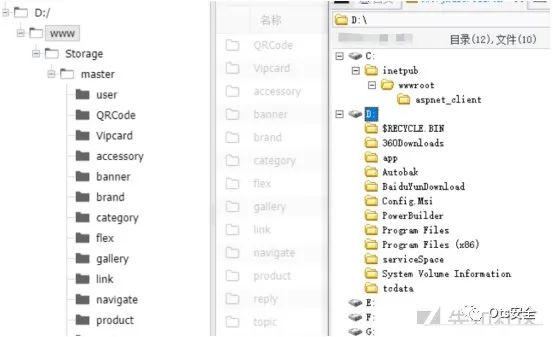 D:/
www
Storage
master
user
QRCode
Vipcard
accessory
banner
brand
category
flex
gallery
link
navigate
product
名称
QRCode
Vipcard
accessory
banner
brand
category
flex
gallery
link
navigate
product
reply
topic
D:\
目录(12),文件(10)
C:
inetpub
wwwroot
aspnet_client
D:
$RECYCLE.BIN
360Downloads
app
Autobak
BaiduYunDownload
Config.Msi
PowerBuilder
Program Files
Program Files (x86)
serviceSpace
System Volume Information
tcdata
E:
F:
G:
Ots安全